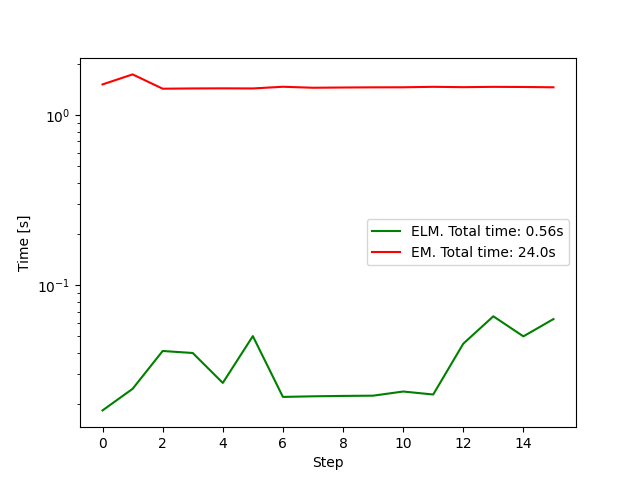 10⁰
10⁻¹
Time [s]
ELM. Total time: 0.56s
EM. Total time: 24.0s
0 2 4 6 8 10 12 14
Step